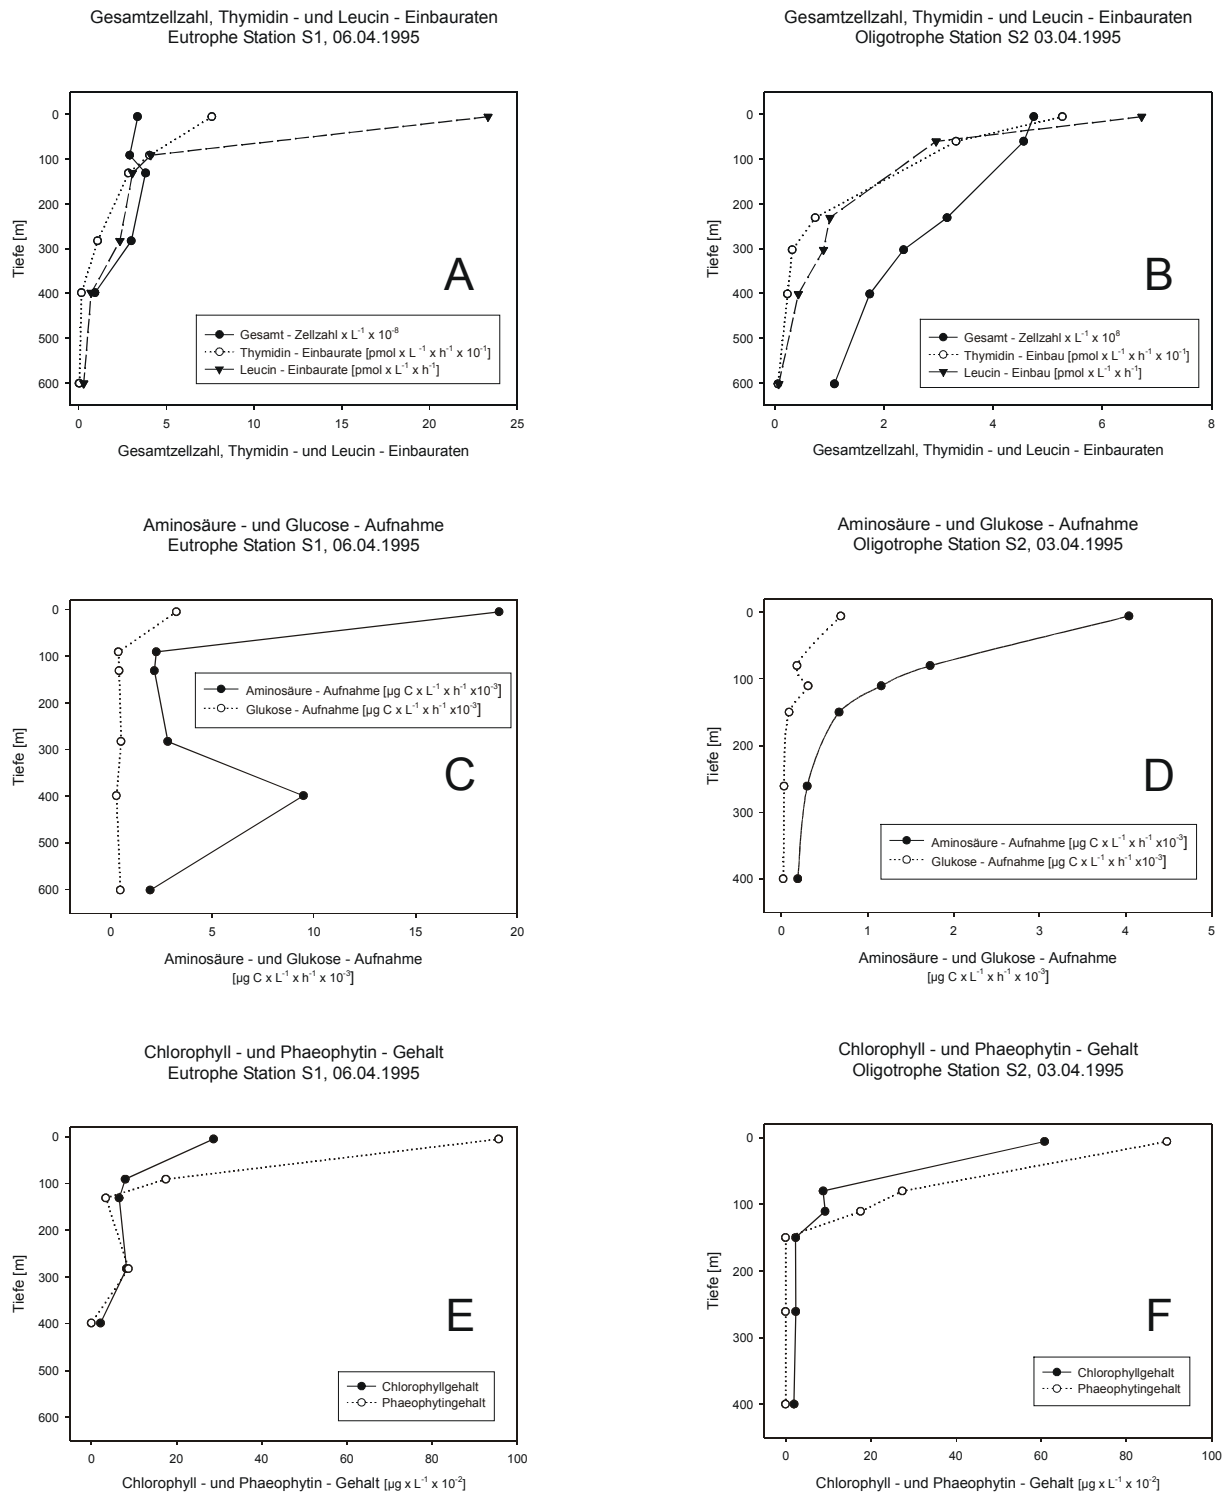 Gesamtzellzahl, Thymidin - und Leucin - Einbauraten
Eutrophe Station S1, 06.04.1995
0
100
200
300
400
500
600
Tiefe [m]
A
Gesamt - Zellzahl x L⁻¹ x 10⁻⁸
Thymidin - Einbaurate [pmol x L⁻¹ x h⁻¹ x 10⁻¹]
Leucin - Einbaurate [pmol x L⁻¹ x h⁻¹]
0 5 10 15 20 25
Gesamtzellzahl, Thymidin - und Leucin - Einbauraten
Gesamtzellzahl, Thymidin - und Leucin - Einbauraten
Oligotrophe Station S2 03.04.1995
0
100
200
300
400
500
600
Tiefe [m]
B
Gesamt - Zellzahl x L⁻¹ x 10⁸
Thymidin - Einbau [pmol x L⁻¹ x h⁻¹ x 10⁻¹]
Leucin - Einbau [pmol x L⁻¹ x h⁻¹]
0 2 4 6 8
Gesamtzellzahl, Thymidin - und Leucin - Einbauraten
Aminosäure - und Glucose - Aufnahme
Eutrophe Station S1, 06.04.1995
0
100
200
300
400
500
600
Tiefe [m]
Aminosäure - Aufnahme [µg C x L⁻¹ x h⁻¹ x10⁻³]
Glukose - Aufnahme [µg C x L⁻¹ x h⁻¹ x10⁻³]
C
0 5 10 15 20
Aminosäure - und Glukose - Aufnahme
[µg C x L⁻¹ x h⁻¹ x 10⁻³]
Aminosäure - und Glukose - Aufnahme
Oligotrophe Station S2, 03.04.1995
0
100
200
300
400
Tiefe [m]
D
Aminosäure - Aufnahme [µg C x L⁻¹ x h⁻¹ x10⁻³]
Glukose - Aufnahme [µg C x L⁻¹ x h⁻¹ x10⁻³]
0 1 2 3 4 5
Aminosäure - und Glukose - Aufnahme
[µg C x L⁻¹ x h⁻¹ x 10⁻³]
Chlorophyll - und Phaeophytin - Gehalt
Eutrophe Station S1, 06.04.1995
0
100
200
300
400
500
600
Tiefe [m]
E
Chlorophyllgehalt
Phaeophytingehalt
0 20 40 60 80 100
Chlorophyll - und Phaeophytin - Gehalt [µg x L⁻¹ x 10⁻²]
Chlorophyll - und Phaeophytin - Gehalt
Oligotrophe Station S2, 03.04.1995
0
100
200
300
400
Tiefe [m]
F
Chlorophyllgehalt
Phaeophytingehalt
0 20 40 60 80 100
Chlorophyll - und Phaeophytin - Gehalt [µg x L⁻¹ x 10⁻²]